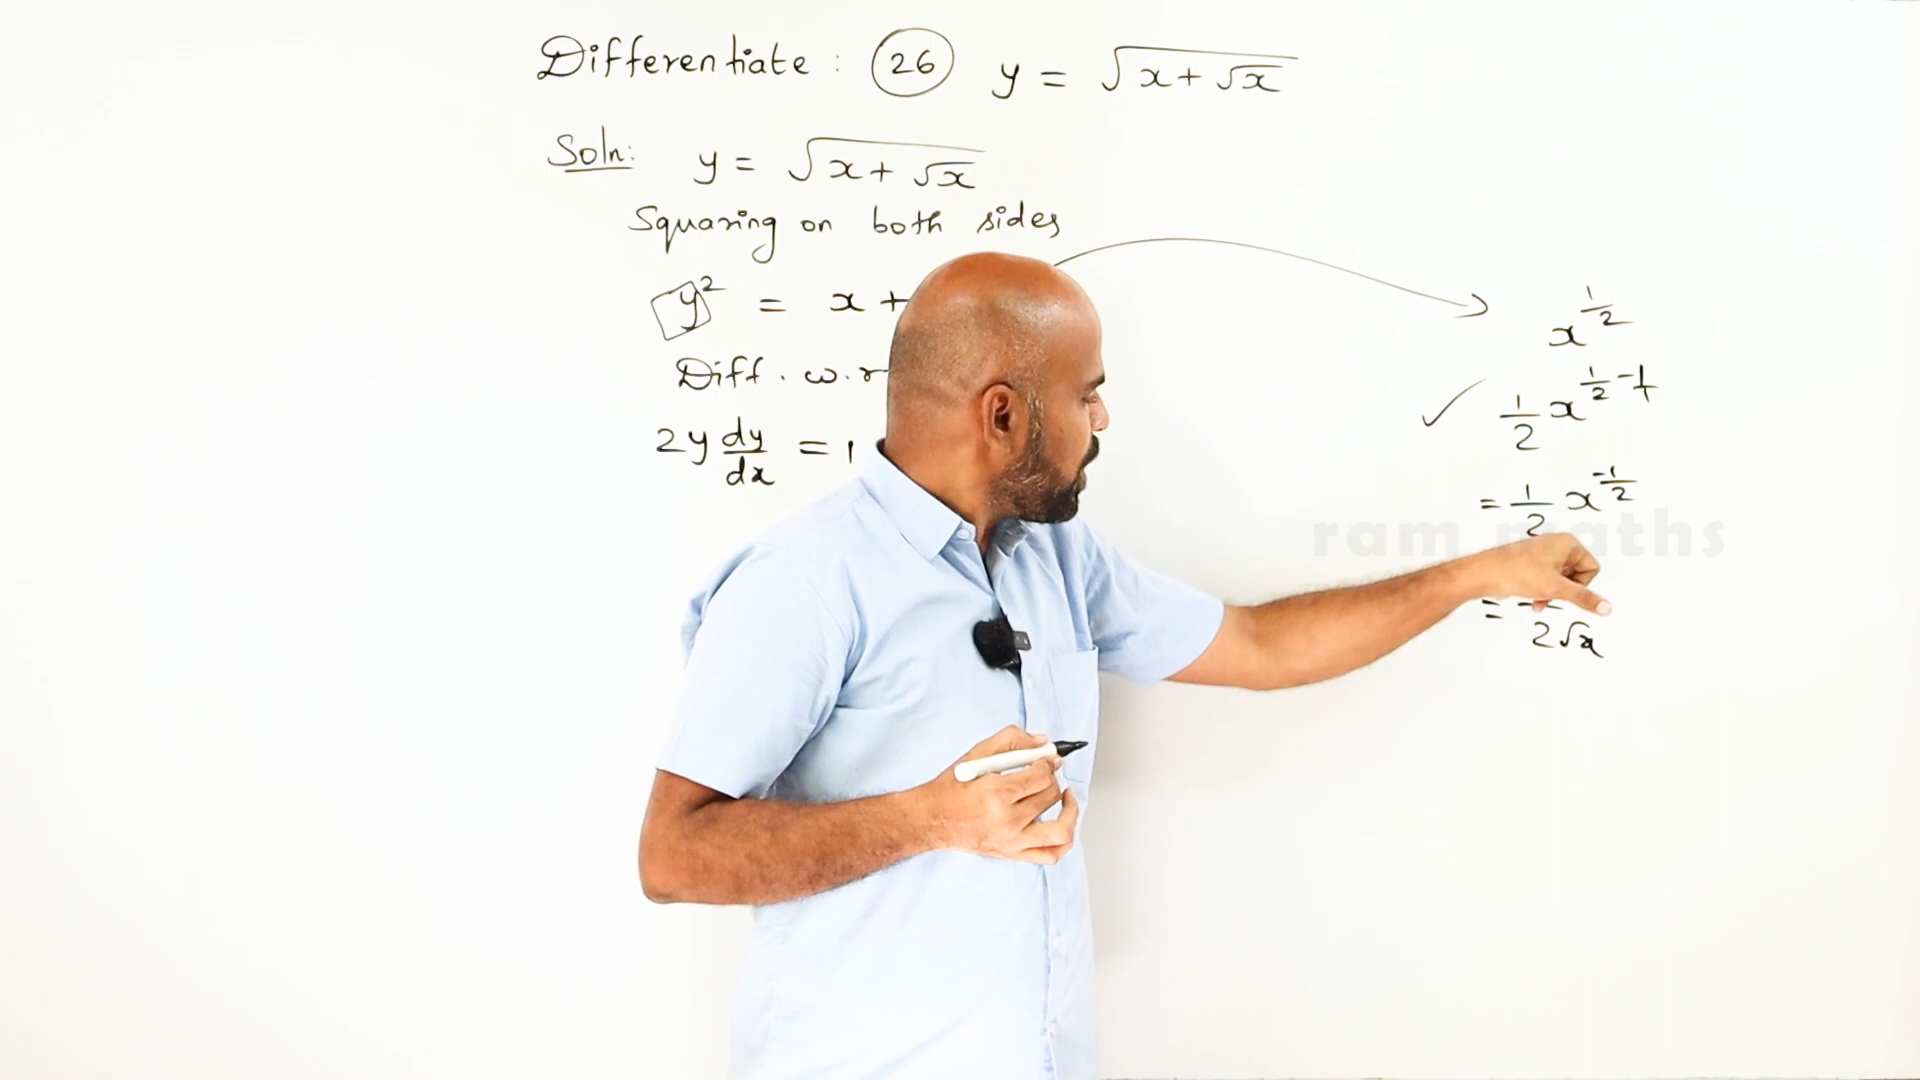 Differentiate : 26 y = √(x + √x)
Soln: y = √(x + √x)
Squaring on both sides
y² = x +
Diff. w.r
2y dy/dx = 1
x^(1/2)
✓ 1/2 x^(1/2 - 1)
= 1/2 x^(-1/2)
ram maths
= 2√x